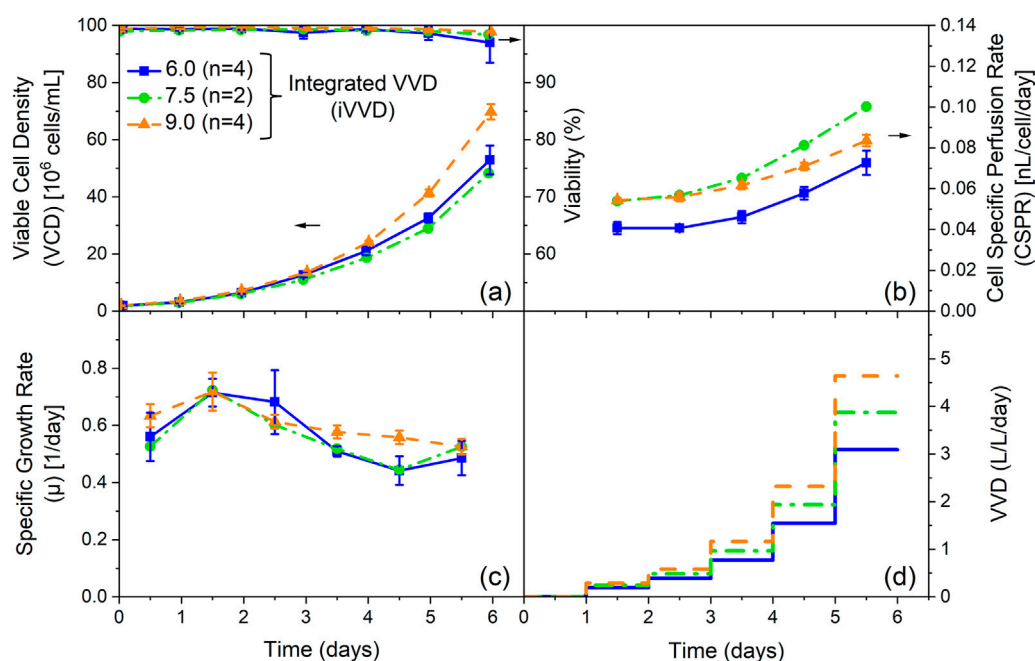 100
80
60
40
20
0
Viable Cell Density
(VCD) [10⁶ cells/mL]
6.0 (n=4)
7.5 (n=2)
9.0 (n=4)
Integrated VVD
(iVVD)
(a)
90
80
70
60
Viability (%)
(b)
0.14
0.12
0.10
0.08
0.06
0.04
0.02
0.00
Cell Specific Perfusion Rate
(CSPR) [nL/cell/day]
0.8
0.6
0.4
0.2
0.0
Specific Growth Rate
(μ) [1/day]
(c)
0 1 2 3 4 5 6
Time (days)
(d)
5
4
3
2
1
0
VVD (L/L/day)
0 1 2 3 4 5 6
Time (days)